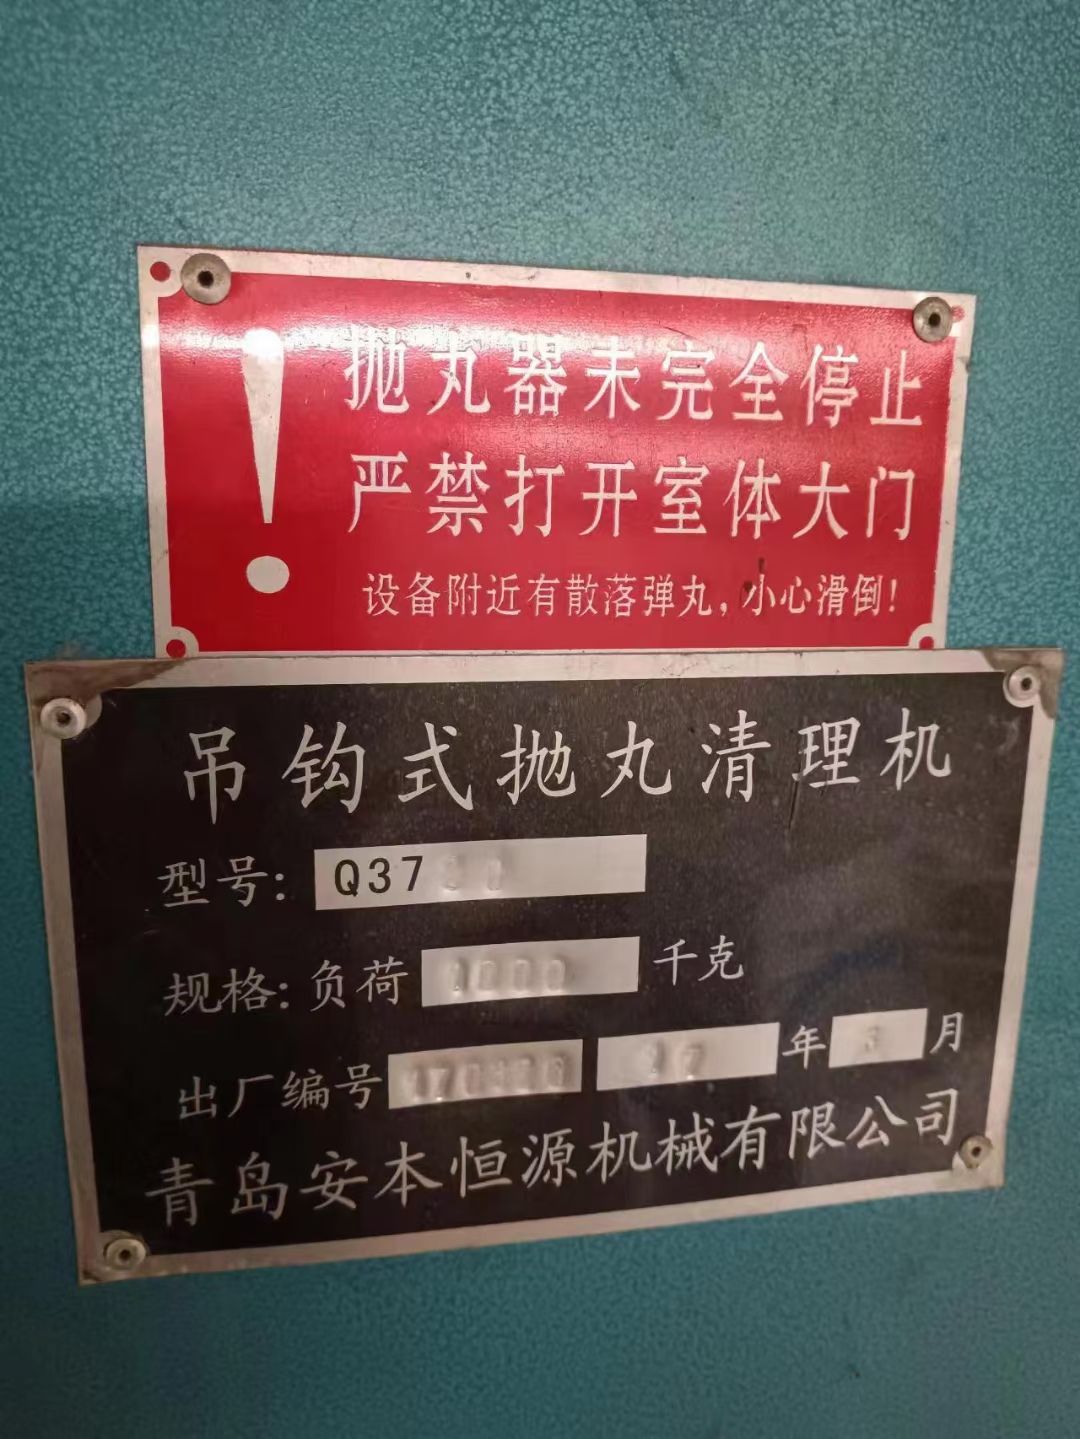 ! 抛丸器未完全停止
严禁打开室体大门
设备附近有散落弹丸，小心滑倒！
吊钩式抛丸清理机
型号：Q37
规格：负荷 1000 千克
出厂编号 17 年 3 月
青岛安本恒源机械有限公司